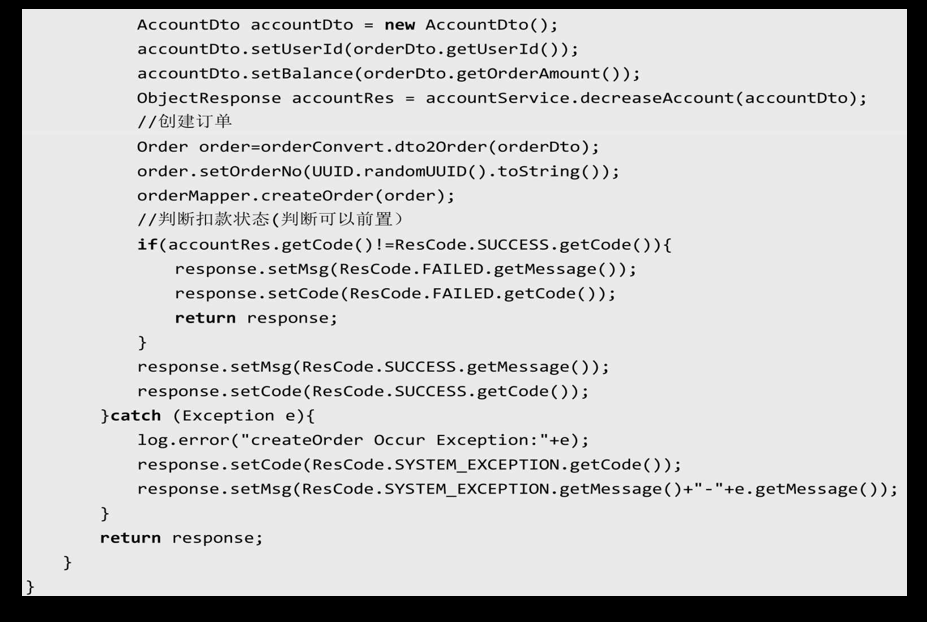 AccountDto accountDto = new AccountDto();
accountDto.setUserId(orderDto.getUserId());
accountDto.setBalance(orderDto.getOrderAmount());
ObjectResponse accountRes = accountService.decreaseAccount(accountDto);
//创建订单
Order order=orderConvert.dto2Order(orderDto);
order.setOrderNo(UUID.randomUUID().toString());
orderMapper.createOrder(order);
//判断扣款状态(判断可以前置）
if(accountRes.getCode()!=ResCode.SUCCESS.getCode()){
response.setMsg(ResCode.FAILED.getMessage());
response.setCode(ResCode.FAILED.getCode());
return response;
}
response.setMsg(ResCode.SUCCESS.getMessage());
response.setCode(ResCode.SUCCESS.getCode());
}catch (Exception e){
log.error("createOrder Occur Exception:"+e);
response.setCode(ResCode.SYSTEM_EXCEPTION.getCode());
response.setMsg(ResCode.SYSTEM_EXCEPTION.getMessage()+"-"+e.getMessage());
}
return response;
}
}